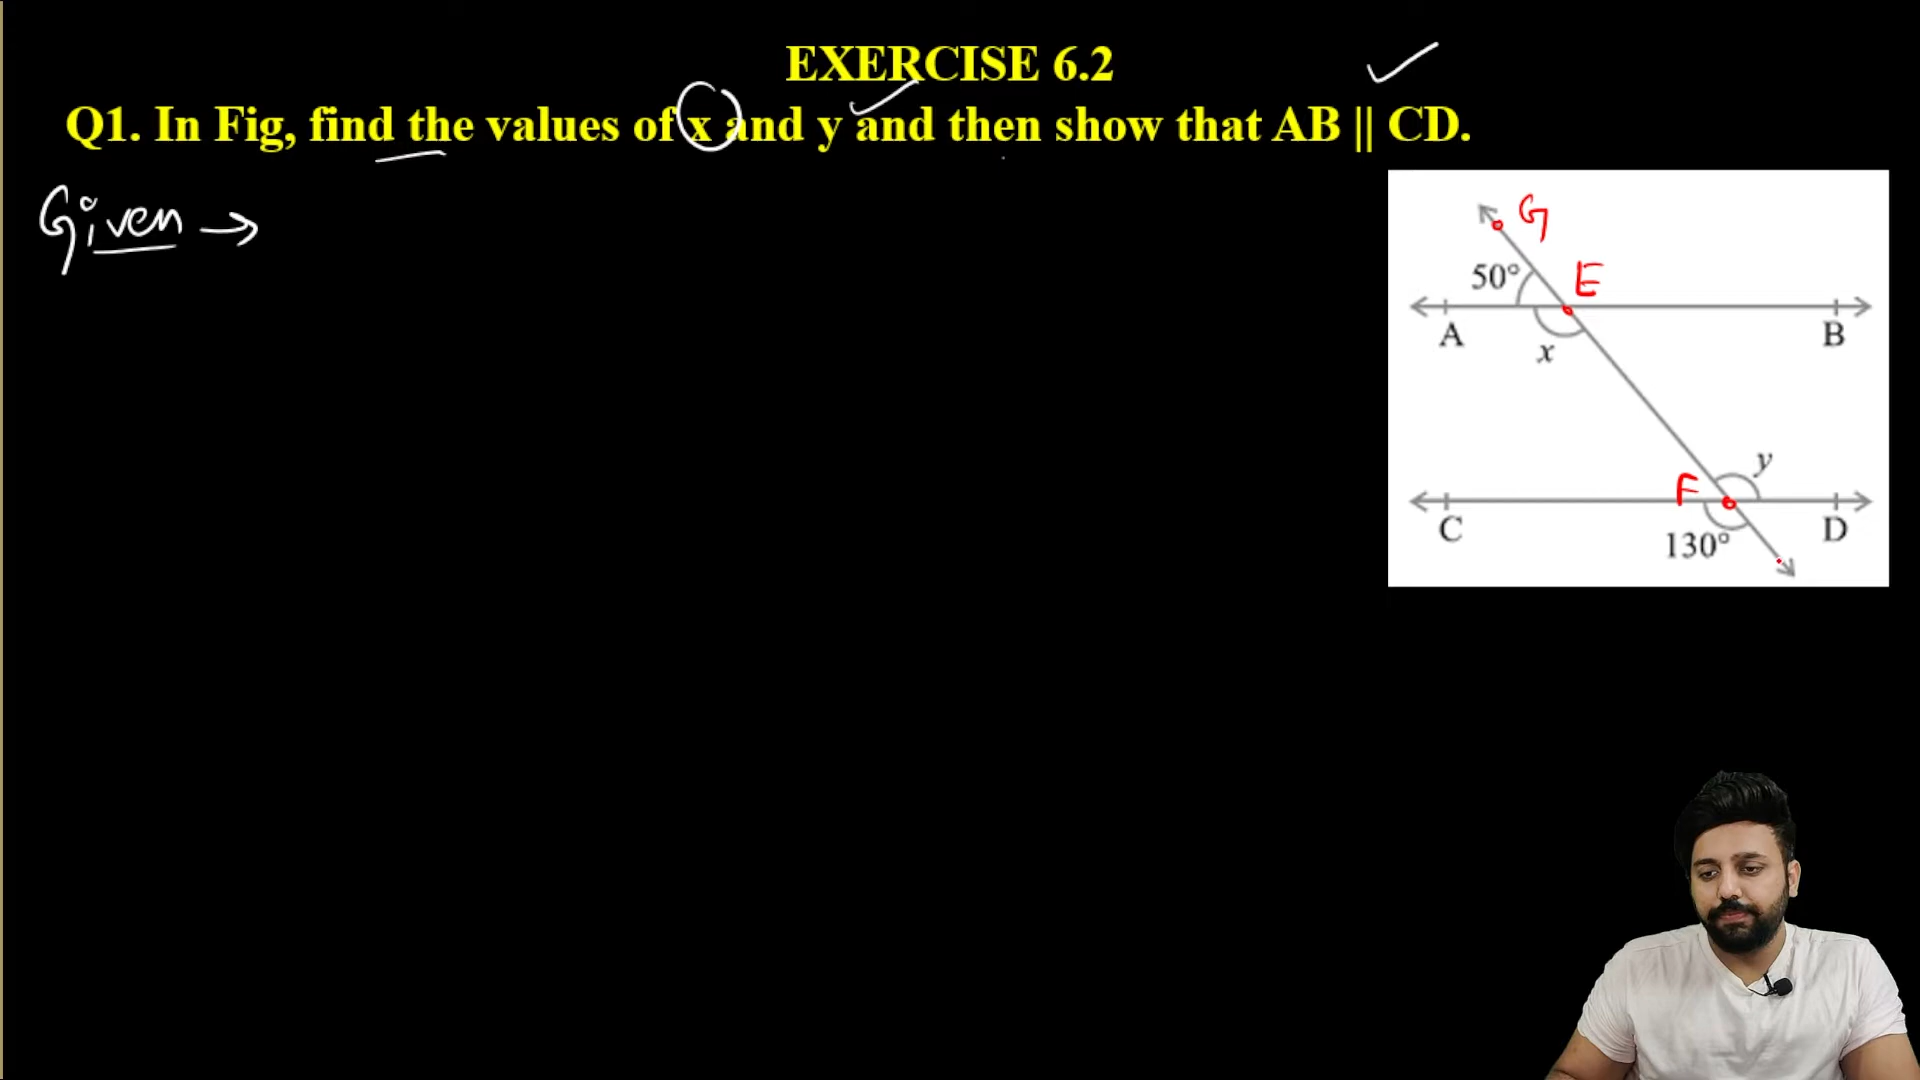 EXERCISE 6.2
Q1. In Fig, find the values of x and y and then show that AB || CD.
Given →
G
50°
E
A
B
x
y
F
C
D
130°